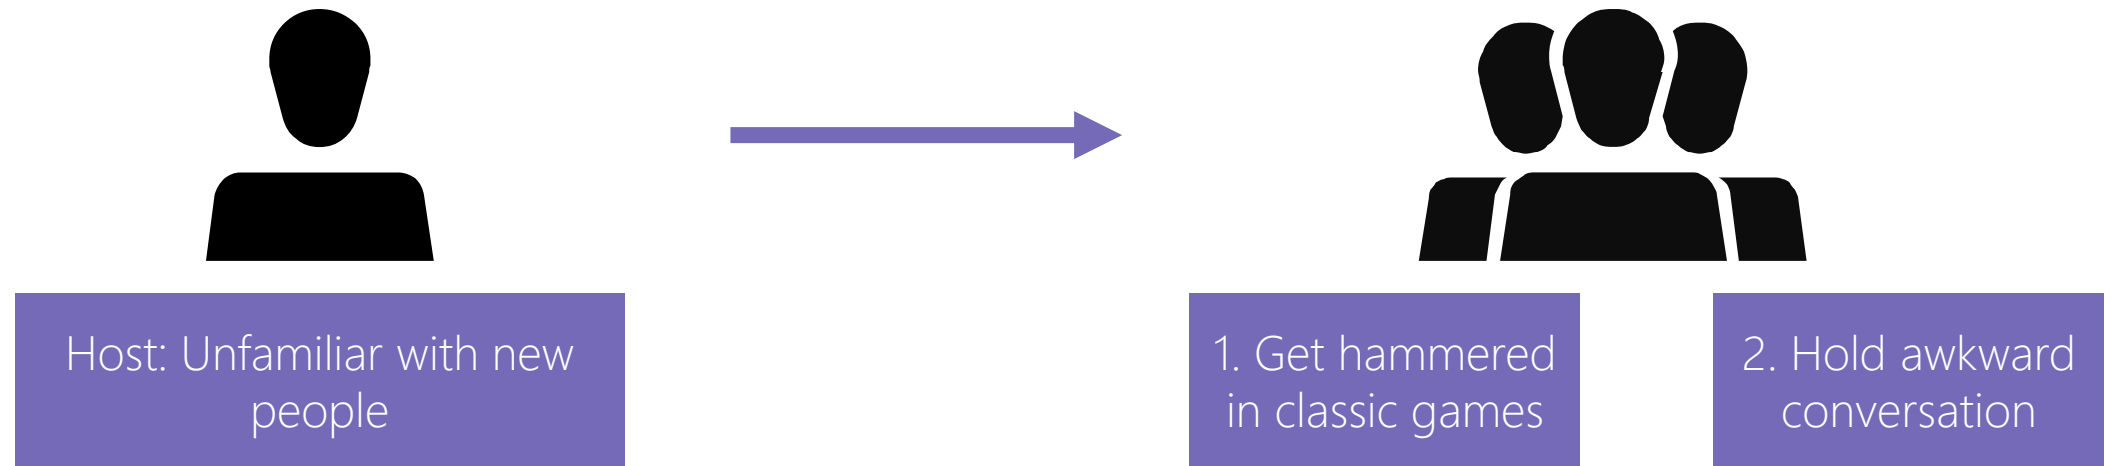 Host: Unfamiliar with new
people
1. Get hammered
in classic games
2. Hold awkward
conversation